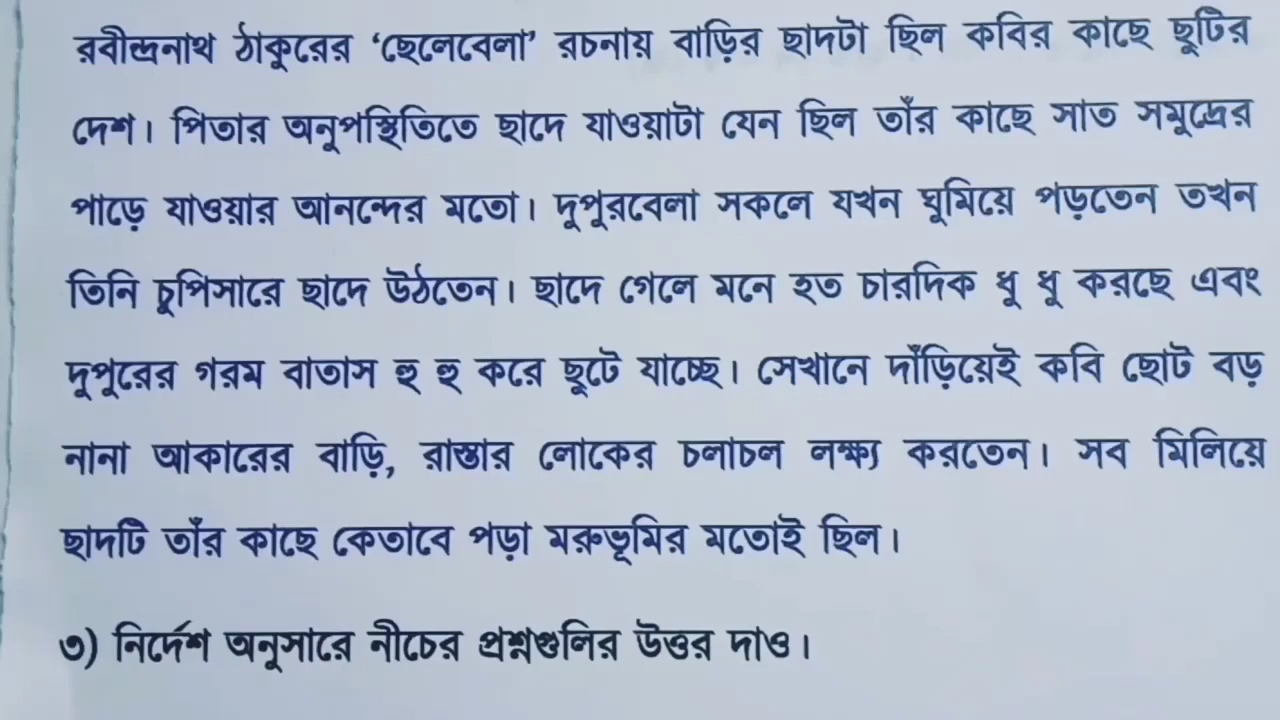 রবীন্দ্রনাথ ঠাকুরের ‘ছেলেবেলা’ রচনায় বাড়ির ছাদটা ছিল কবির কাছে ছুটির
দেশ। পিতার অনুপস্থিতিতে ছাদে যাওয়াটা যেন ছিল তাঁর কাছে সাত সমুদ্রের
পাড়ে যাওয়ার আনন্দের মতো। দুপুরবেলা সকলে যখন ঘুমিয়ে পড়তেন তখন
তিনি চুপিসারে ছাদে উঠতেন। ছাদে গেলে মনে হত চারদিক ধু ধু করছে এবং
দুপুরের গরম বাতাস হু হু করে ছুটে যাচ্ছে। সেখানে দাঁড়িয়েই কবি ছোট বড়
নানা আকারের বাড়ি, রাস্তার লোকের চলাচল লক্ষ্য করতেন। সব মিলিয়ে
ছাদটি তাঁর কাছে কেতাবে পড়া মরুভূমির মতোই ছিল।
৩) নির্দেশ অনুসারে নীচের প্রশ্নগুলির উত্তর দাও।